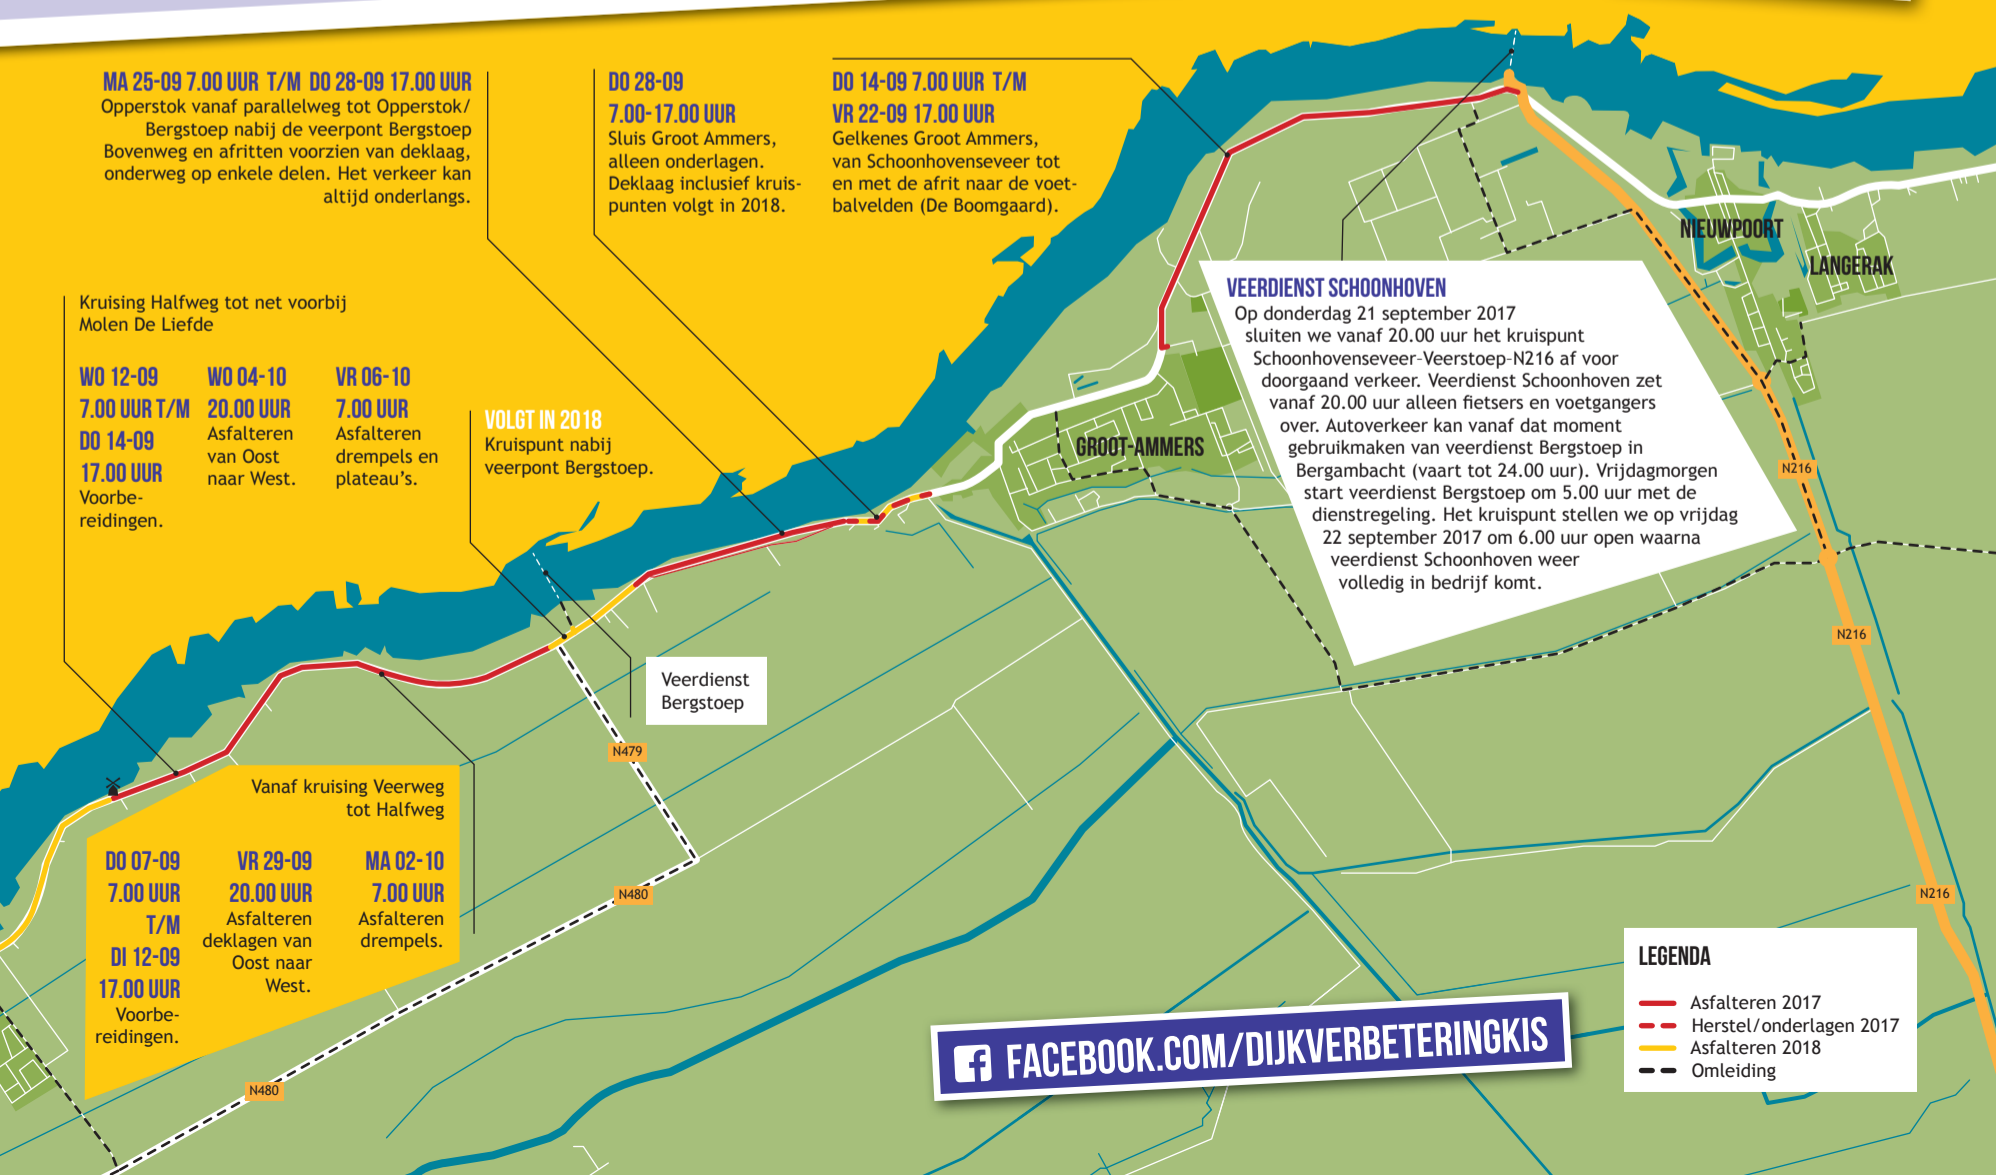 MA 25-09 7.00 UUR T/M DO 28-09 17.00 UUR
Opperstok vanaf parallelweg tot Opperstok/
Bergstoep nabij de veerpont Bergstoep
Bovenweg en afritten voorzien van deklaag,
onderweg op enkele delen. Het verkeer kan
altijd onderlangs.
DO 28-09
7.00-17.00 UUR
Sluis Groot Ammers,
alleen onderlagen.
Deklaag inclusief kruis-
punten volgt in 2018.
DO 14-09 7.00 UUR T/M
VR 22-09 17.00 UUR
Gelkenes Groot Ammers,
van Schoonhovenseveer tot
en met de afrit naar de voet-
balvelden (De Boomgaard).
Kruising Halfweg tot net voorbij
Molen De Liefde
WO 12-09
7.00 UUR T/M
DO 14-09
17.00 UUR
Voorbe-
reidingen.
WO 04-10
20.00 UUR
Asfalteren
van Oost
naar West.
VR 06-10
7.00 UUR
Asfalteren
drempels en
plateau's.
VOLGT IN 2018
Kruispunt nabij
veerpont Bergstoep.
NIEUWPOORT
LANGERAK
GROOT-AMMERS
VEERDIENST SCHOONHOVEN
Op donderdag 21 september 2017
sluiten we vanaf 20.00 uur het kruispunt
Schoonhovenseveer-Veerstoep-N216 af voor
doorgaand verkeer. Veerdienst Schoonhoven zet
vanaf 20.00 uur alleen fietsers en voetgangers
over. Autoverkeer kan vanaf dat moment
gebruikmaken van veerdienst Bergstoep in
Bergambacht (vaart tot 24.00 uur). Vrijdagmorgen
start veerdienst Bergstoep om 5.00 uur met de
dienstregeling. Het kruispunt stellen we op vrijdag
22 september 2017 om 6.00 uur open waarna
veerdienst Schoonhoven weer
volledig in bedrijf komt.
N216
N216
N216
Veerdienst
Bergstoep
N479
N480
N480
Vanaf kruising Veerweg
tot Halfweg
DO 07-09
7.00 UUR
T/M
DI 12-09
17.00 UUR
Voorbe-
reidingen.
VR 29-09
20.00 UUR
Asfalteren
deklagen van
Oost naar
West.
MA 02-10
7.00 UUR
Asfalteren
drempels.
FACEBOOK.COM/DIJKVERBETERINGKIS
LEGENDA
Asfalteren 2017
Herstel/onderlagen 2017
Asfalteren 2018
Omleiding